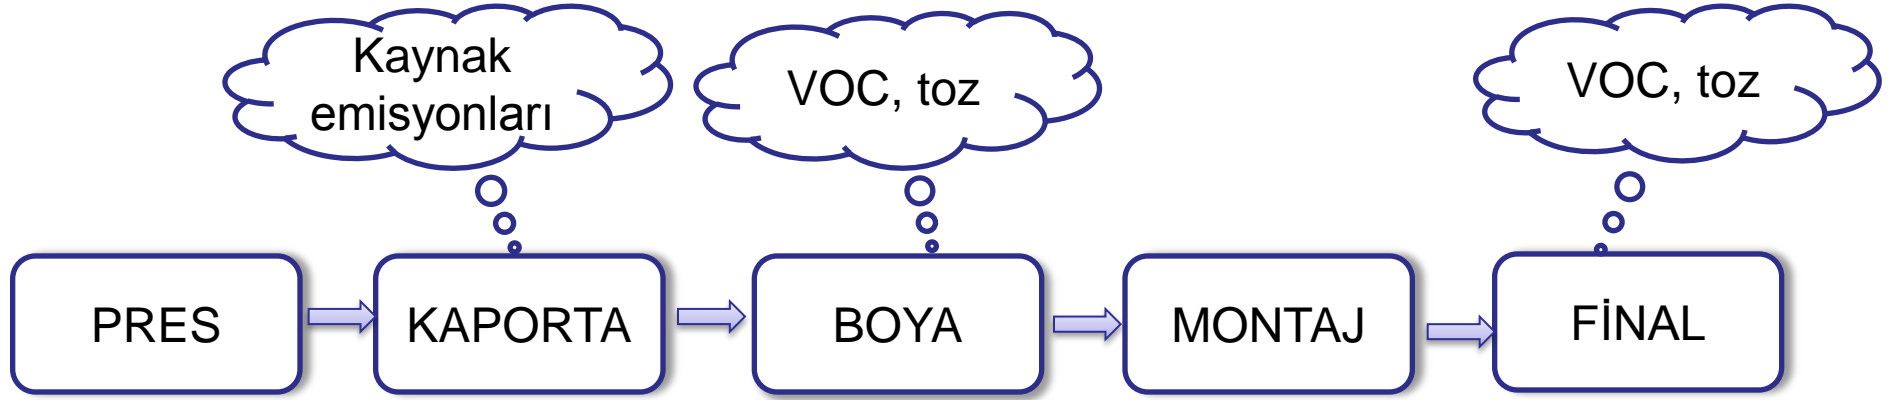 Kaynak
emisyonları
VOC, toz
VOC, toz
PRES
KAPORTA
BOYA
MONTAJ
FİNAL